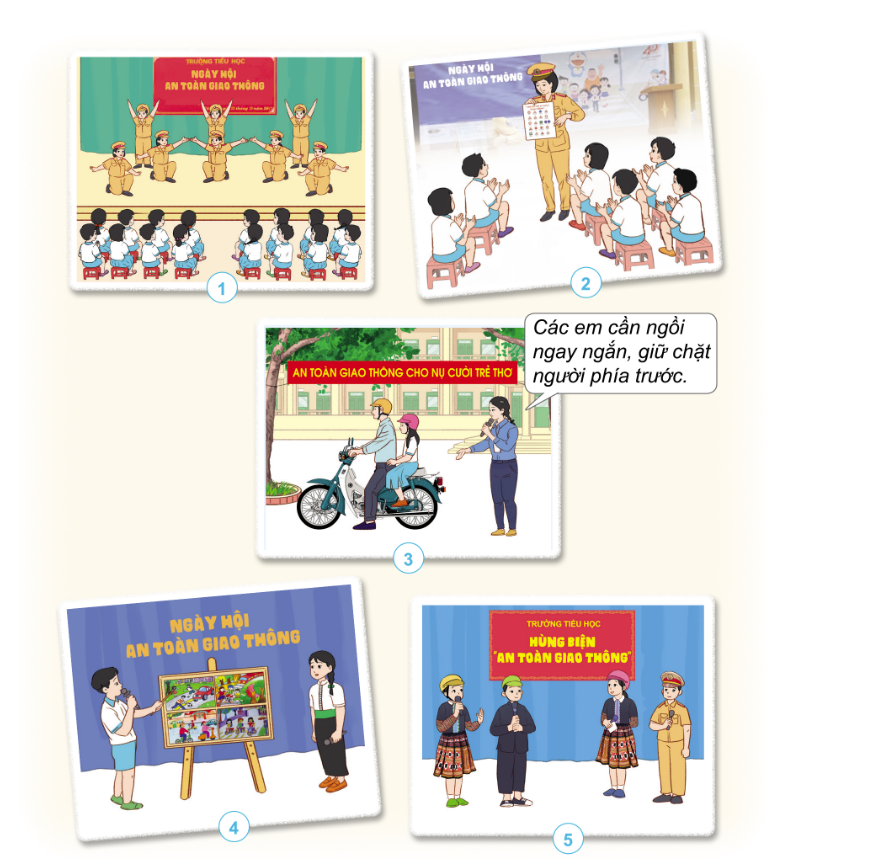 TRƯỜNG TIỂU HỌC
NGÀY HỘI
AN TOÀN GIAO THÔNG
1
NGÀY HỘI
AN TOÀN GIAO THÔNG
2
Các em cần ngồi
ngay ngắn, giữ chặt
người phía trước.
AN TOÀN GIAO THÔNG CHO NỤ CƯỜI TRẺ THƠ
3
NGÀY HỘI
AN TOÀN GIAO THÔNG
4
TRƯỜNG TIỂU HỌC
HÙNG BIỆN
"AN TOÀN GIAO THÔNG"
5